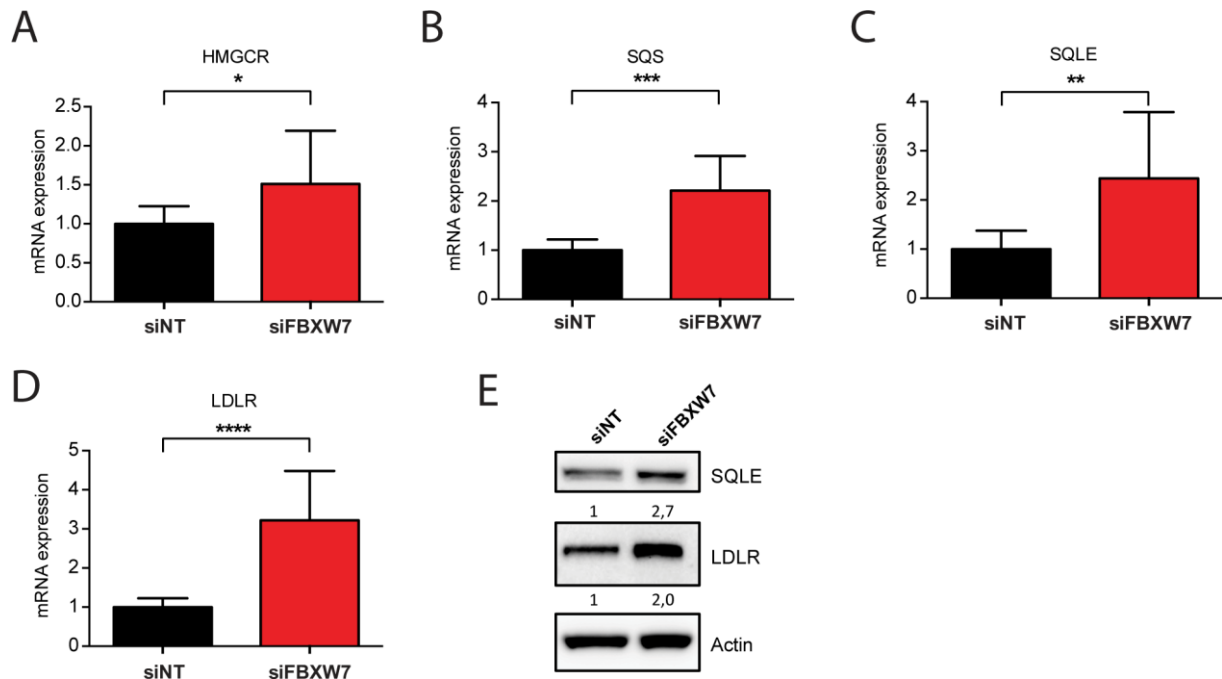 A
HMGCR
*
mRNA expression
2.5
2.0
1.5
1.0
0.5
0.0
siNT siFBXW7
B
SQS
***
mRNA expression
4
3
2
1
0
siNT siFBXW7
C
SQLE
**
mRNA expression
4
3
2
1
0
siNT siFBXW7
D
LDLR
****
mRNA expression
5
4
3
2
1
0
siNT siFBXW7
E
siNT siFBXW7
SQLE
1 2,7
LDLR
1 2,0
Actin